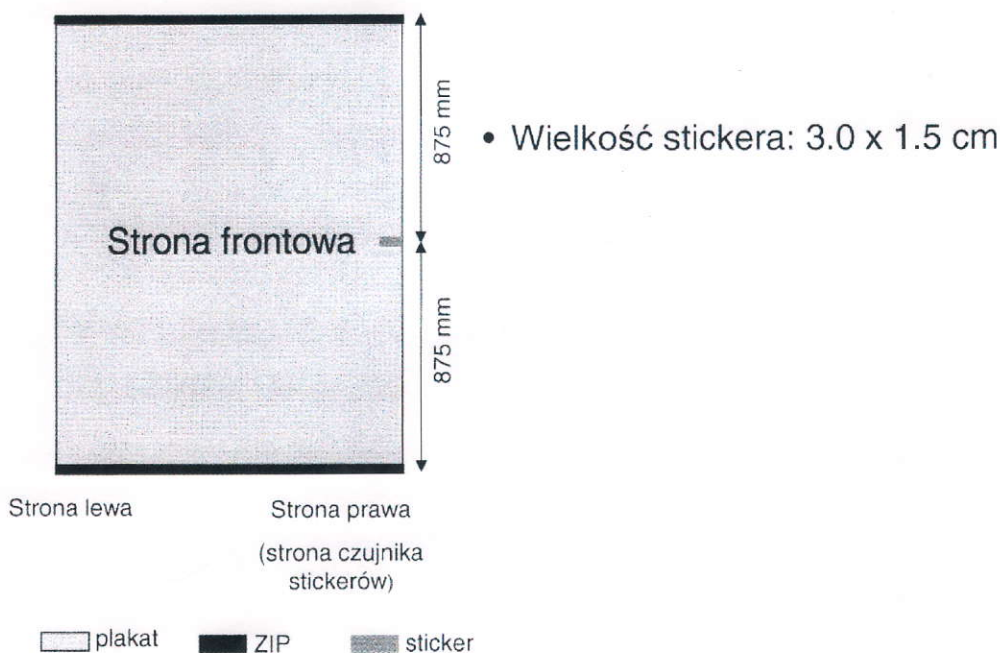 875 mm
• Wielkość stickera: 3.0 x 1.5 cm
Strona frontowa
875 mm
Strona lewa
Strona prawa
(strona czujnika
stickerów)
plakat
ZIP
sticker